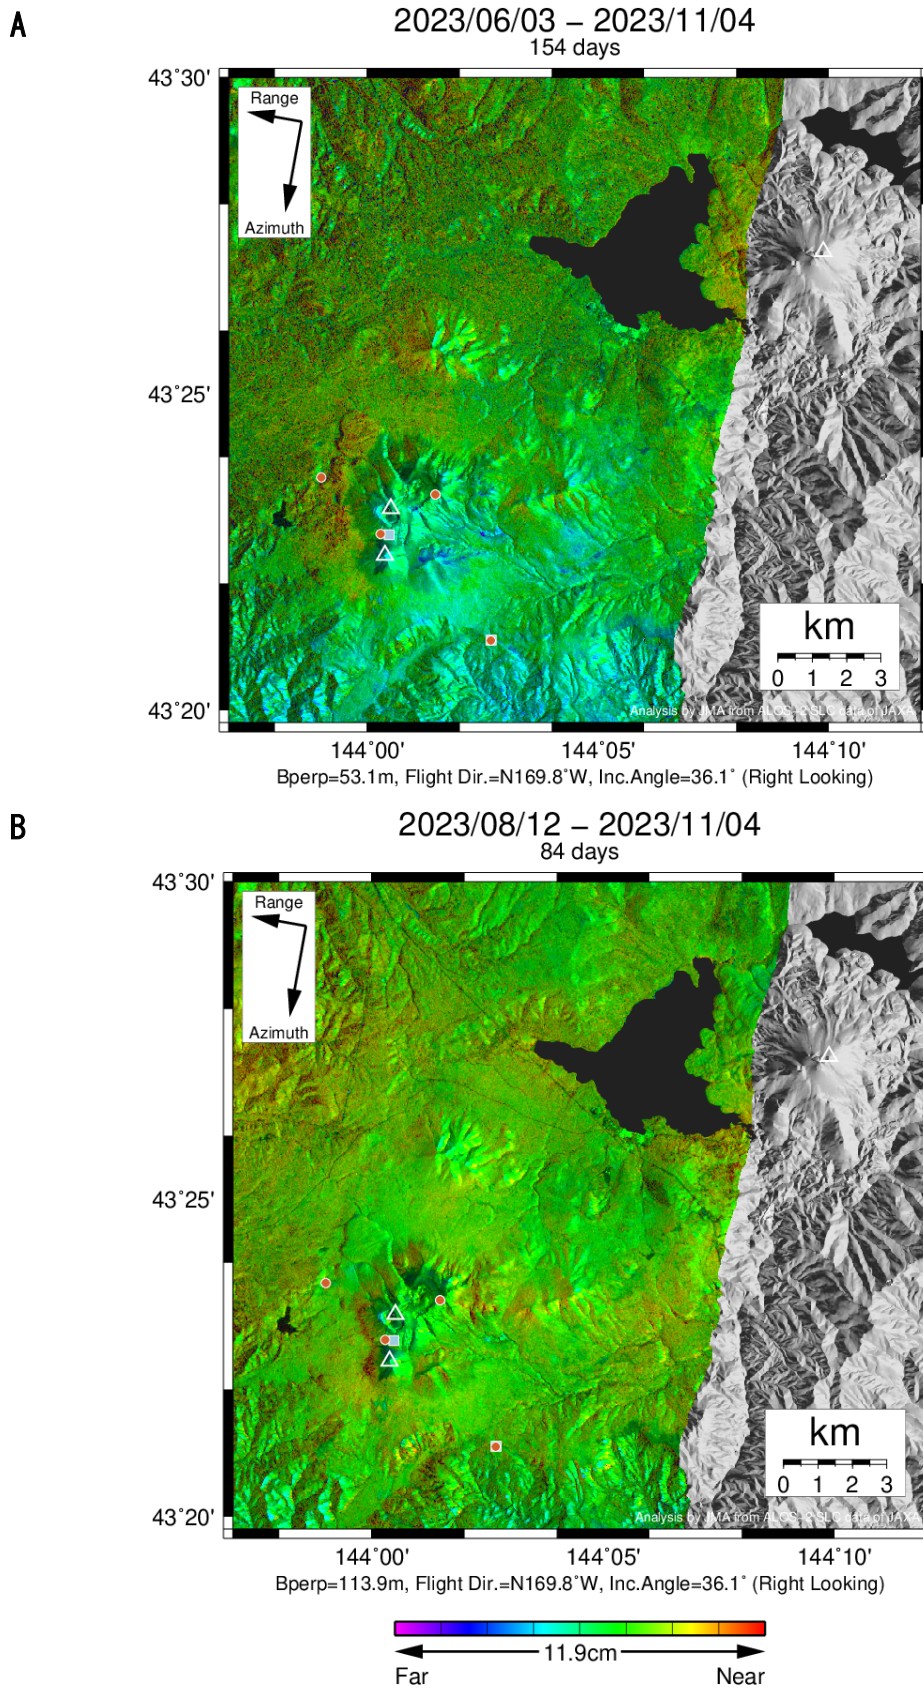 A
2023/06/03 − 2023/11/04
154 days
43˚30'
Range
Azimuth
43˚25'
km
0 1 2 3
Analysis by JMA from ALOS−2 SLC data of JAXA
43˚20'
144˚00' 144˚05' 144˚10'
Bperp=53.1m, Flight Dir.=N169.8˚W, Inc.Angle=36.1˚ (Right Looking)
B
2023/08/12 − 2023/11/04
84 days
43˚30'
Range
Azimuth
43˚25'
km
0 1 2 3
Analysis by JMA from ALOS−2 SLC data of JAXA
43˚20'
144˚00' 144˚05' 144˚10'
Bperp=113.9m, Flight Dir.=N169.8˚W, Inc.Angle=36.1˚ (Right Looking)
11.9cm
Far Near